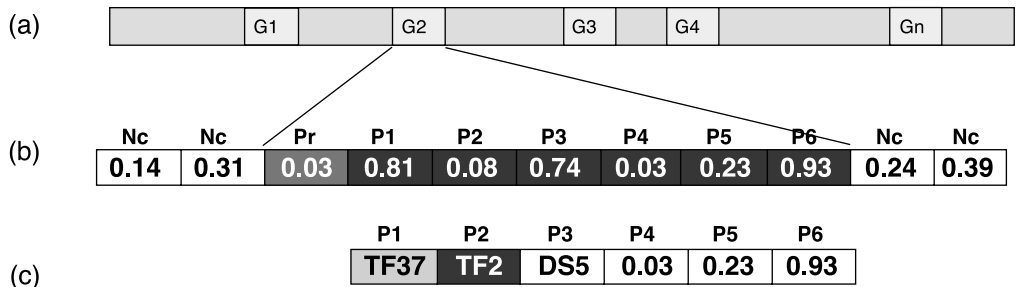 (a) G1 G2 G3 G4 Gn
Nc Nc Pr P1 P2 P3 P4 P5 P6 Nc Nc
(b) 0.14 0.31 0.03 0.81 0.08 0.74 0.03 0.23 0.93 0.24 0.39
P1 P2 P3 P4 P5 P6
(c) TF37 TF2 DS5 0.03 0.23 0.93